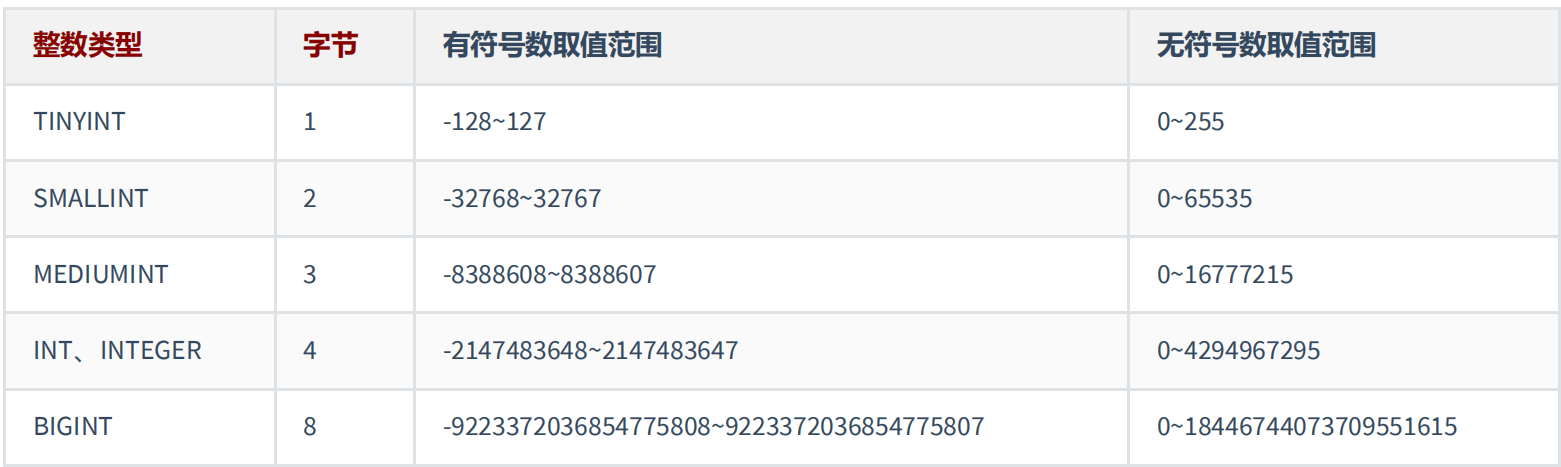 整数类型 字节 有符号数取值范围 无符号数取值范围
TINYINT 1 -128~127 0~255
SMALLINT 2 -32768~32767 0~65535
MEDIUMINT 3 -8388608~8388607 0~16777215
INT、INTEGER 4 -2147483648~2147483647 0~4294967295
BIGINT 8 -9223372036854775808~9223372036854775807 0~18446744073709551615